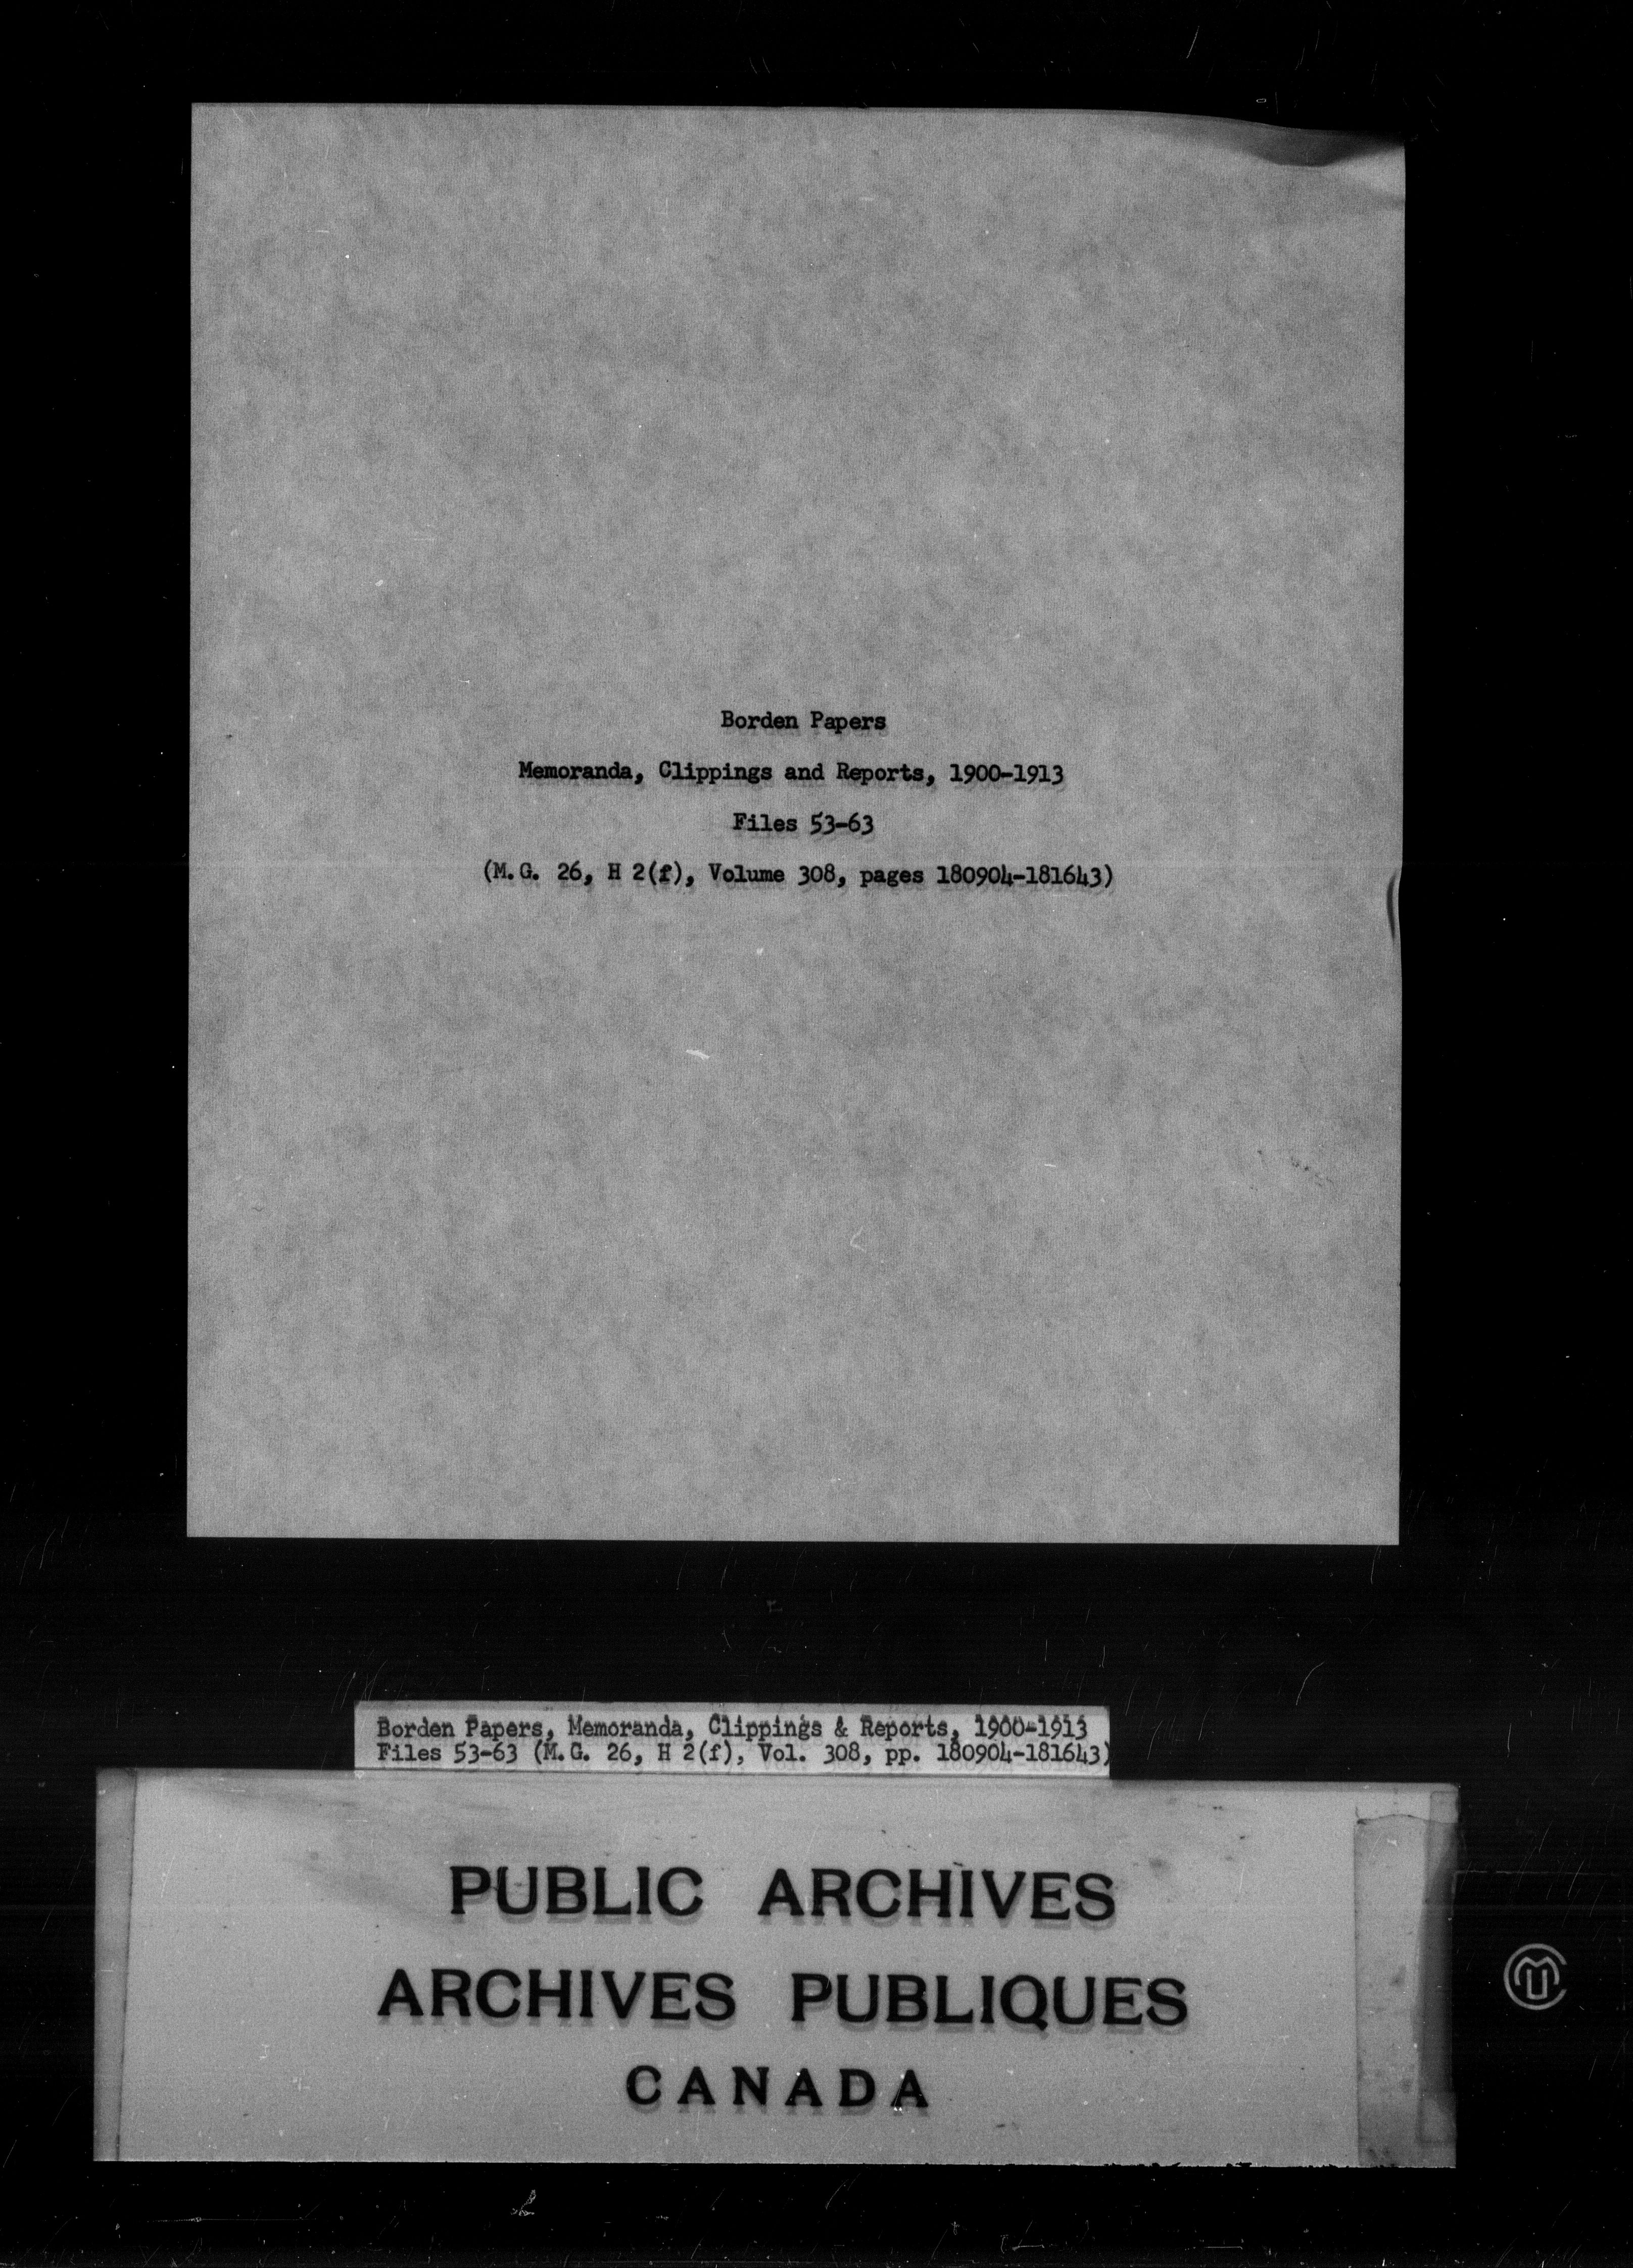 Borden Papers
Memoranda, Clippings and Reports, 1900-1913
Files 53-63
(M.G. 26, H 2(f), Volume 308, pages 180904-181643)
Borden Papers, Memoranda, Clippings & Reports, 1900-1913
Files 53-63 (M.G. 26, H 2(f), Vol. 308, pp. 180904-181643)
PUBLIC ARCHIVES
ARCHIVES PUBLIQUES
CANADA